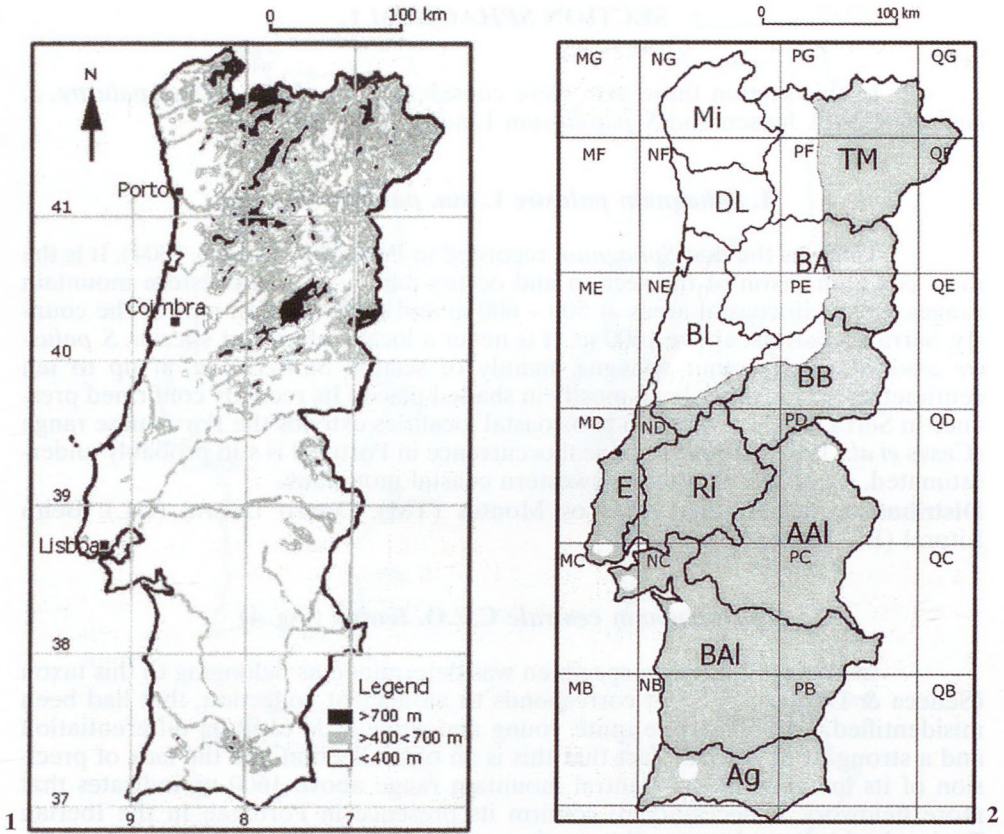 0 100 km
N
Porto
41
Coimbra
40
39
Lisboa
38
Legend
>700 m
>400<700 m
<400 m
37
9 8 7
1
0 100 km
MG NG PG QG
Mi
MF NF PF TM QF
DL
BA
ME NE PE QE
BL
BB
MD ND PD QD
E Ri
AAl
MC NC PC QC
BAl
MB NB PB QB
Ag
2